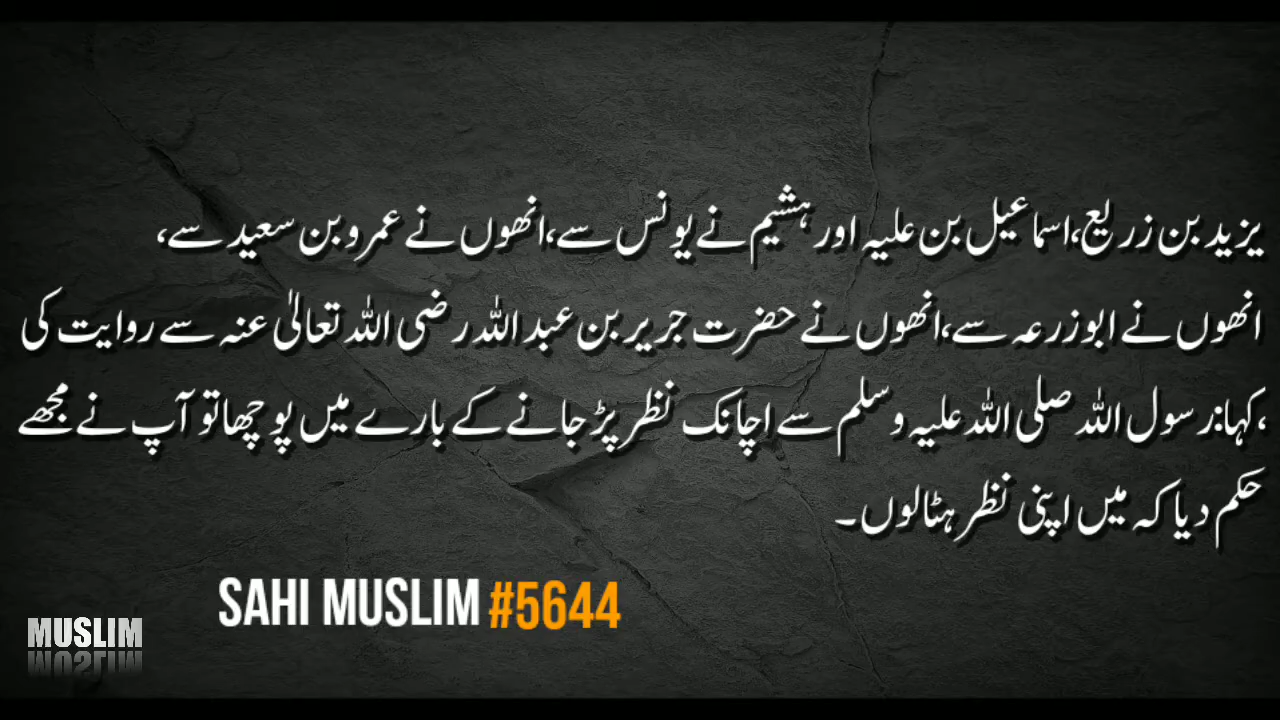 یزید بن زریع،اسماعیل بن علیہ اور ہشیم نے یونس سے،انھوں نے عمرو بن سعید سے،
انھوں نے ابوزرعہ سے،انھوں نے حضرت جریر بن عبد اللہ رضی اللہ تعالیٰ عنہ سے روایت کی
،کہا:رسول اللہ صلی اللہ علیہ وسلم سے اچانک نظر پڑ جانے کے بارے میں پوچھا تو آپ نے مجھے
حکم دیا کہ میں اپنی نظر ہٹا لوں۔
SAHI MUSLIM #5644
MUSLIM